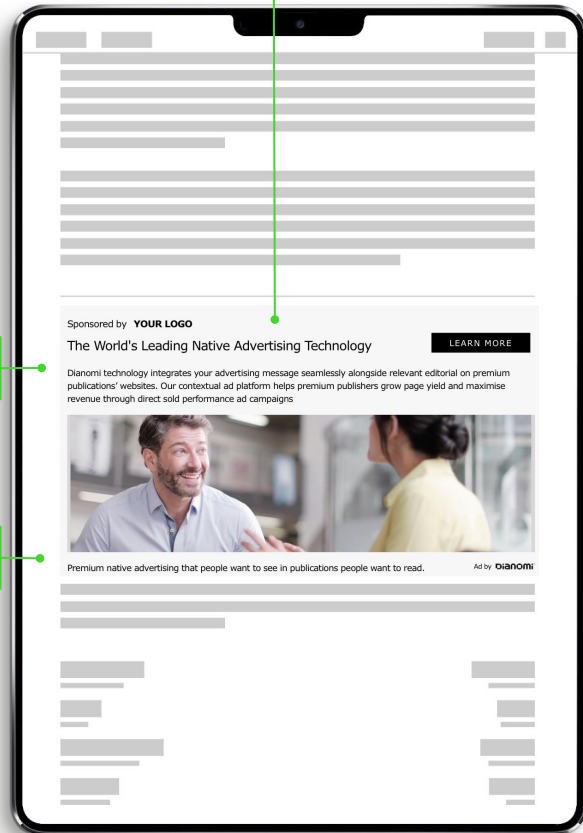 Sponsored by YOUR LOGO
The World's Leading Native Advertising Technology
LEARN MORE
Dianomi technology integrates your advertising message seamlessly alongside relevant editorial on premium
publications' websites. Our contextual ad platform helps premium publishers grow page yield and maximise
revenue through direct sold performance ad campaigns
Premium native advertising that people want to see in publications people want to read.
Ad by Dianomi